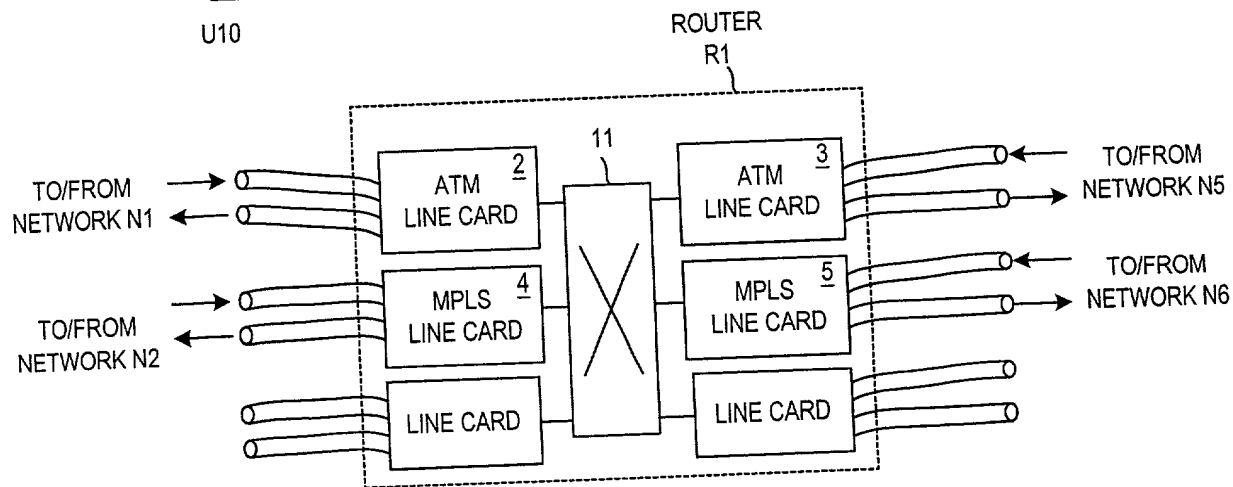 U10
ROUTER
R1
11
2
ATM
LINE CARD
3
ATM
LINE CARD
TO/FROM
NETWORK N1
TO/FROM
NETWORK N5
4
MPLS
LINE CARD
5
MPLS
LINE CARD
TO/FROM
NETWORK N2
TO/FROM
NETWORK N6
LINE CARD
LINE CARD